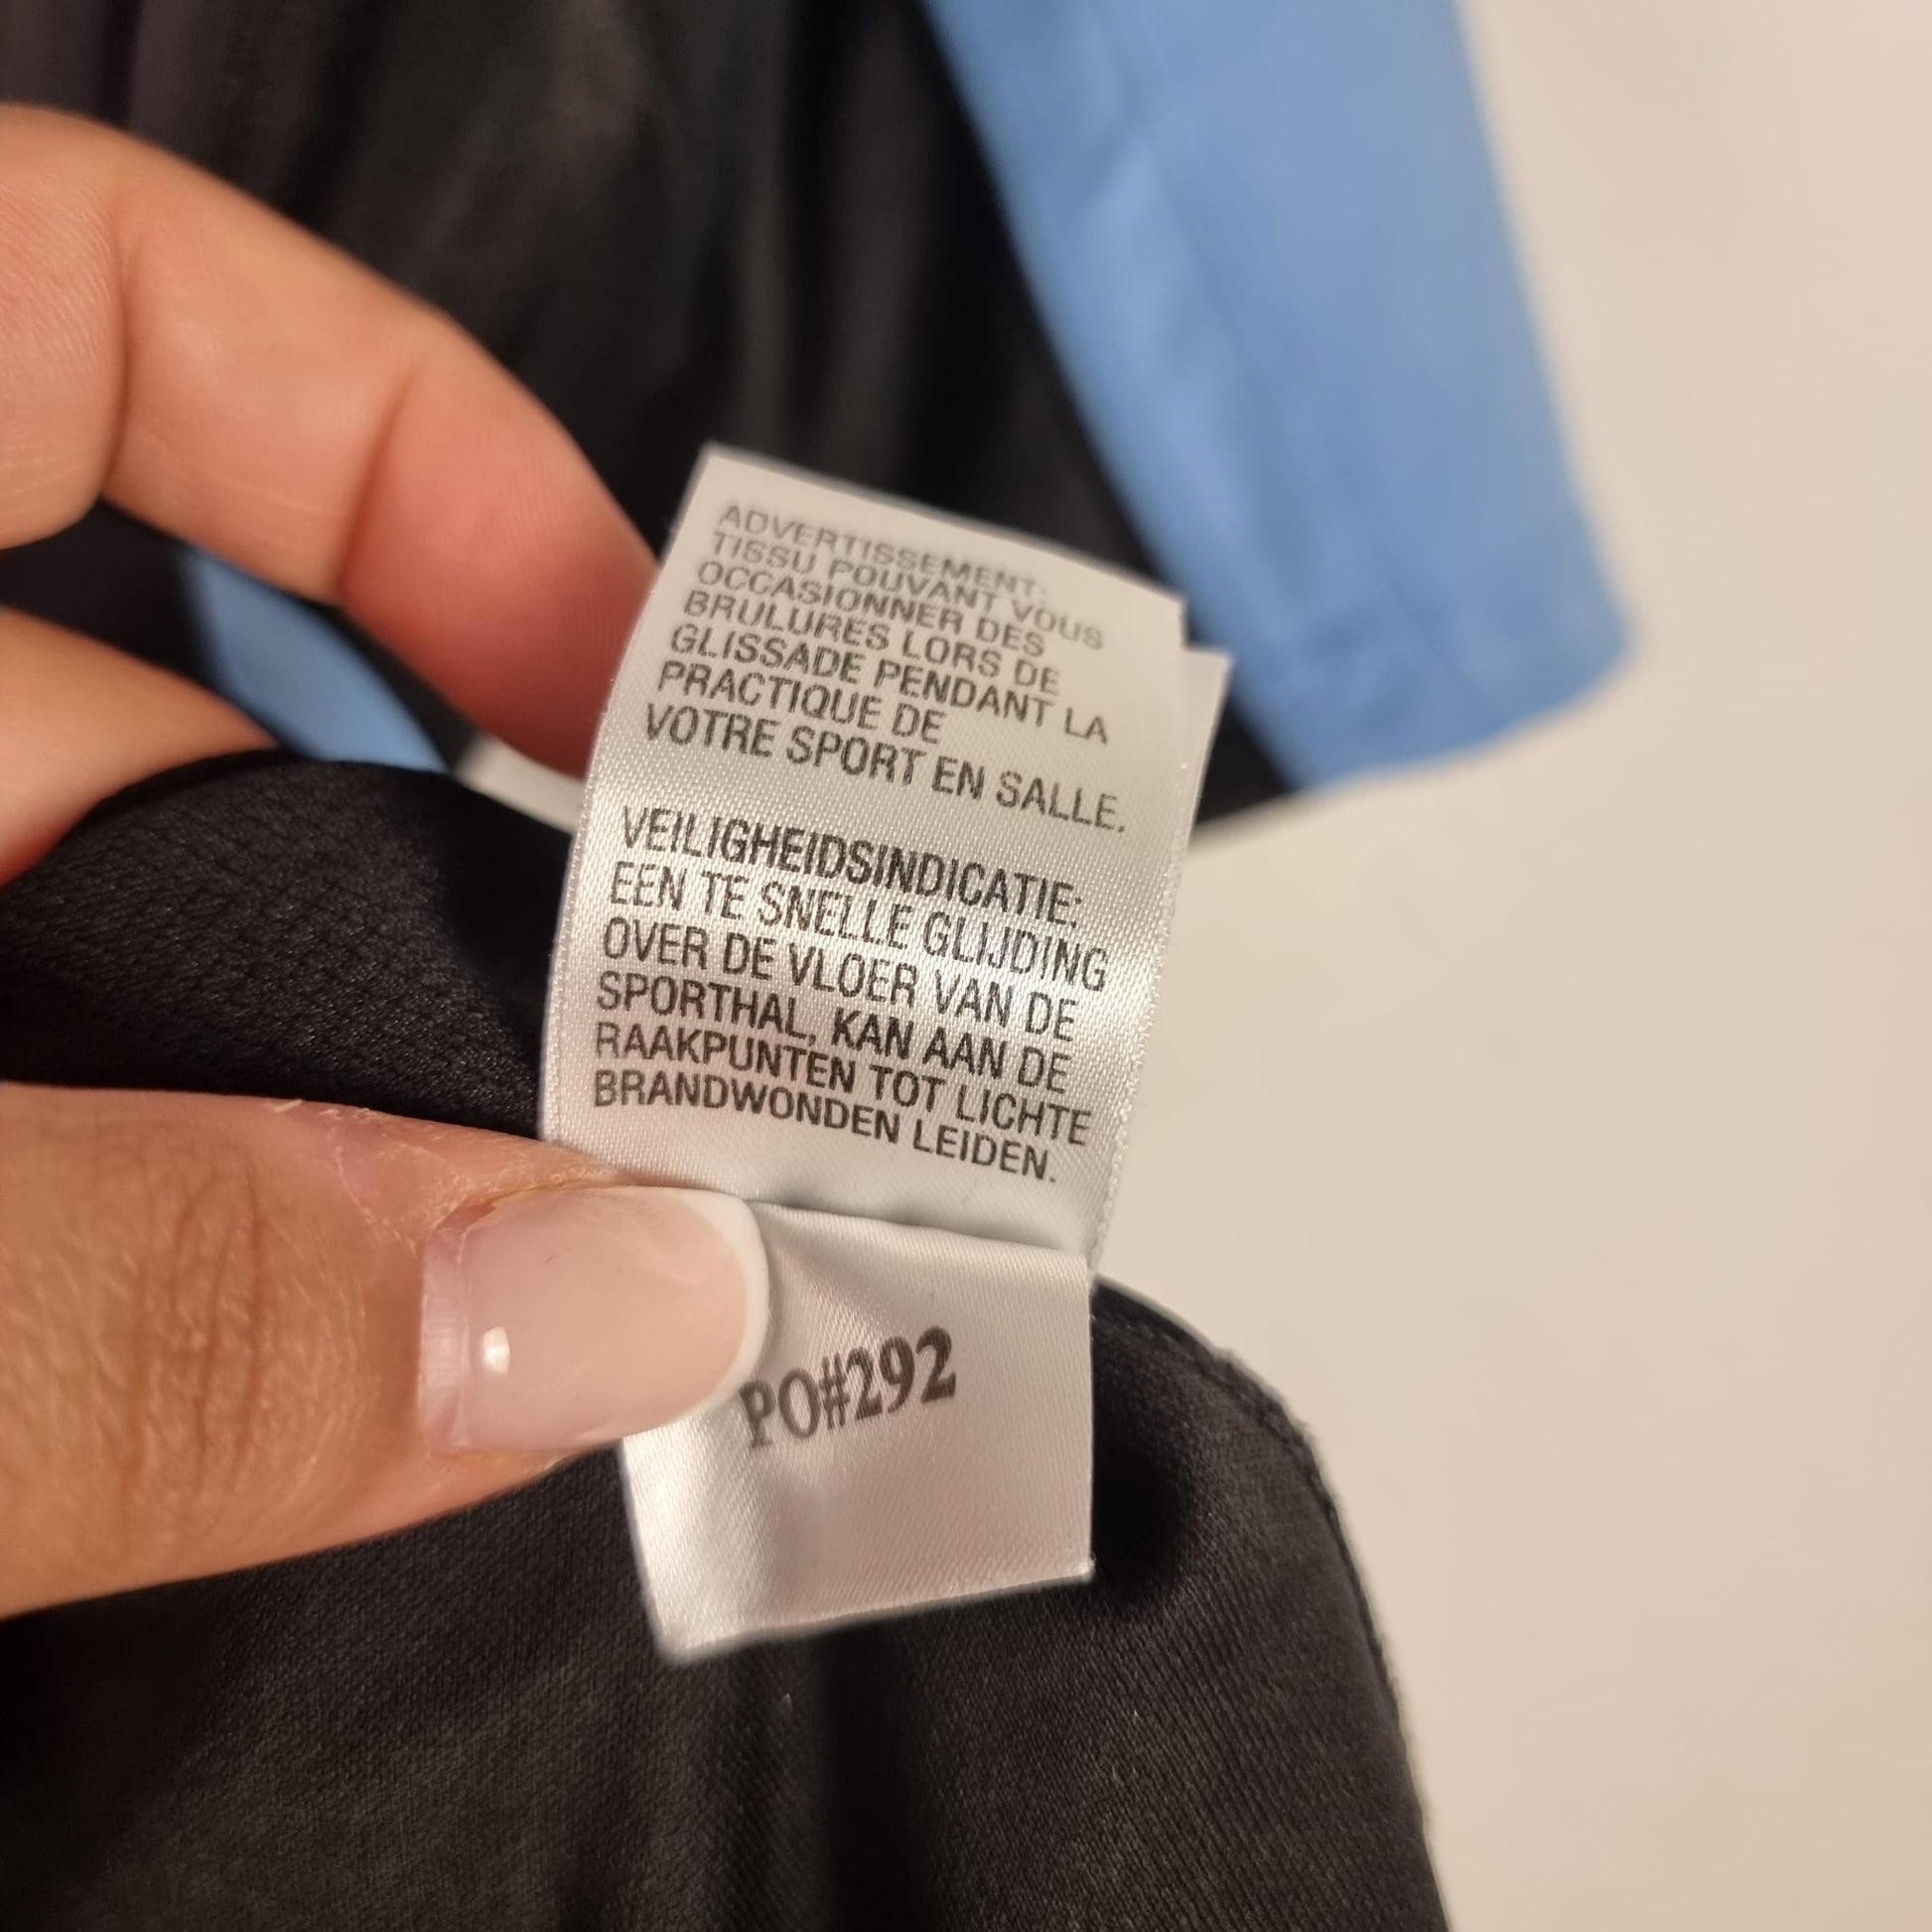 ADVERTISSEMENT:
TISSU POUVANT VOUS
OCCASIONNER DES
BRULURES LORS DE
GLISSADE PENDANT LA
PRACTIQUE DE
VOTRE SPORT EN SALLE.
VEILIGHEIDSINDICATIE:
EEN TE SNELLE GLIJDING
OVER DE VLOER VAN DE
SPORTHAL, KAN AAN DE
RAAKPUNTEN TOT LICHTE
BRANDWONDEN LEIDEN.
PO#292